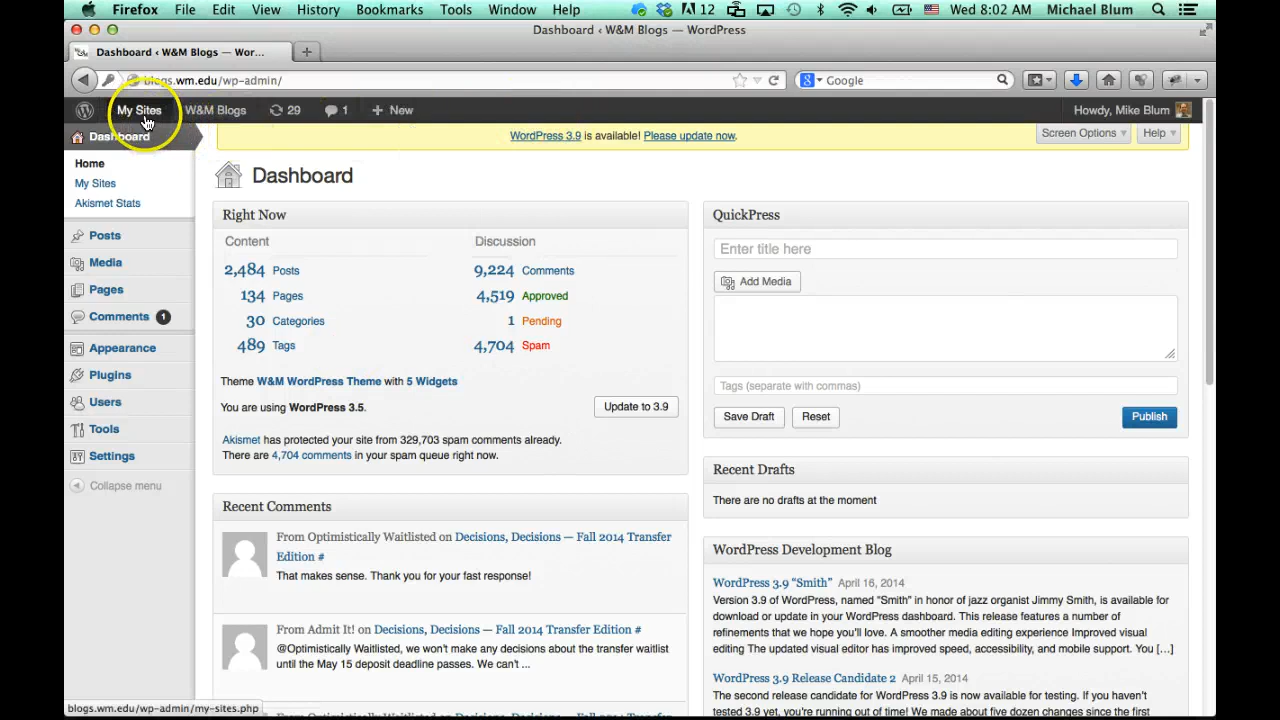 Firefox File Edit View History Bookmarks Tools Window Help 12 Wed 8:02 AM Michael Blum
Dashboard ‹ W&M Blogs — WordPress
Dashboard ‹ W&M Blogs — Wor...
blogs.wm.edu/wp-admin/
Google
My Sites W&M Blogs 29 1 New Howdy, Mike Blum
WordPress 3.9 is available! Please update now.
Screen Options Help
Dashboard
Home
My Sites
Akismet Stats
Posts
Media
Pages
Comments 1
Appearance
Plugins
Users
Tools
Settings
Collapse menu
Dashboard
Right Now
Content Discussion
2,484 Posts 9,224 Comments
134 Pages 4,519 Approved
30 Categories 1 Pending
489 Tags 4,704 Spam
Theme W&M WordPress Theme with 5 Widgets
You are using WordPress 3.5. Update to 3.9
Akismet has protected your site from 329,703 spam comments already.
There are 4,704 comments in your spam queue right now.
Recent Comments
From Optimistically Waitlisted on Decisions, Decisions — Fall 2014 Transfer
Edition #
That makes sense. Thank you for your fast response!
From Admit It! on Decisions, Decisions — Fall 2014 Transfer Edition #
@Optimistically Waitlisted, we won't make any decisions about the transfer waitlist
until the May 15 deposit deadline passes. We can't ...
QuickPress
Enter title here
Add Media
Tags (separate with commas)
Save Draft Reset Publish
Recent Drafts
There are no drafts at the moment
WordPress Development Blog
WordPress 3.9 “Smith” April 16, 2014
Version 3.9 of WordPress, named “Smith” in honor of jazz organist Jimmy Smith, is available for
download or update in your WordPress dashboard. This release features a number of
refinements that we hope you'll love. A smoother media editing experience Improved visual
editing The updated visual editor has improved speed, accessibility, and mobile support. You [...]
WordPress 3.9 Release Candidate 2 April 15, 2014
The second release candidate for WordPress 3.9 is now available for testing. If you haven't
tested 3.9 yet, you're running out of time! We made about five dozen changes since the first
blogs.wm.edu/wp-admin/my-sites.php